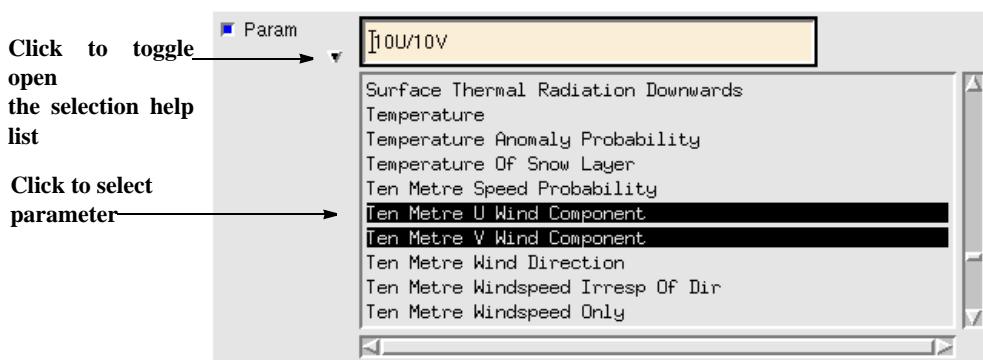 Param
10U/10V
Click to toggle
open
the selection help
list
Click to select
parameter
Surface Thermal Radiation Downwards
Temperature
Temperature Anomaly Probability
Temperature Of Snow Layer
Ten Metre Speed Probability
Ten Metre U Wind Component
Ten Metre V Wind Component
Ten Metre Wind Direction
Ten Metre Windspeed Irresp Of Dir
Ten Metre Windspeed Only